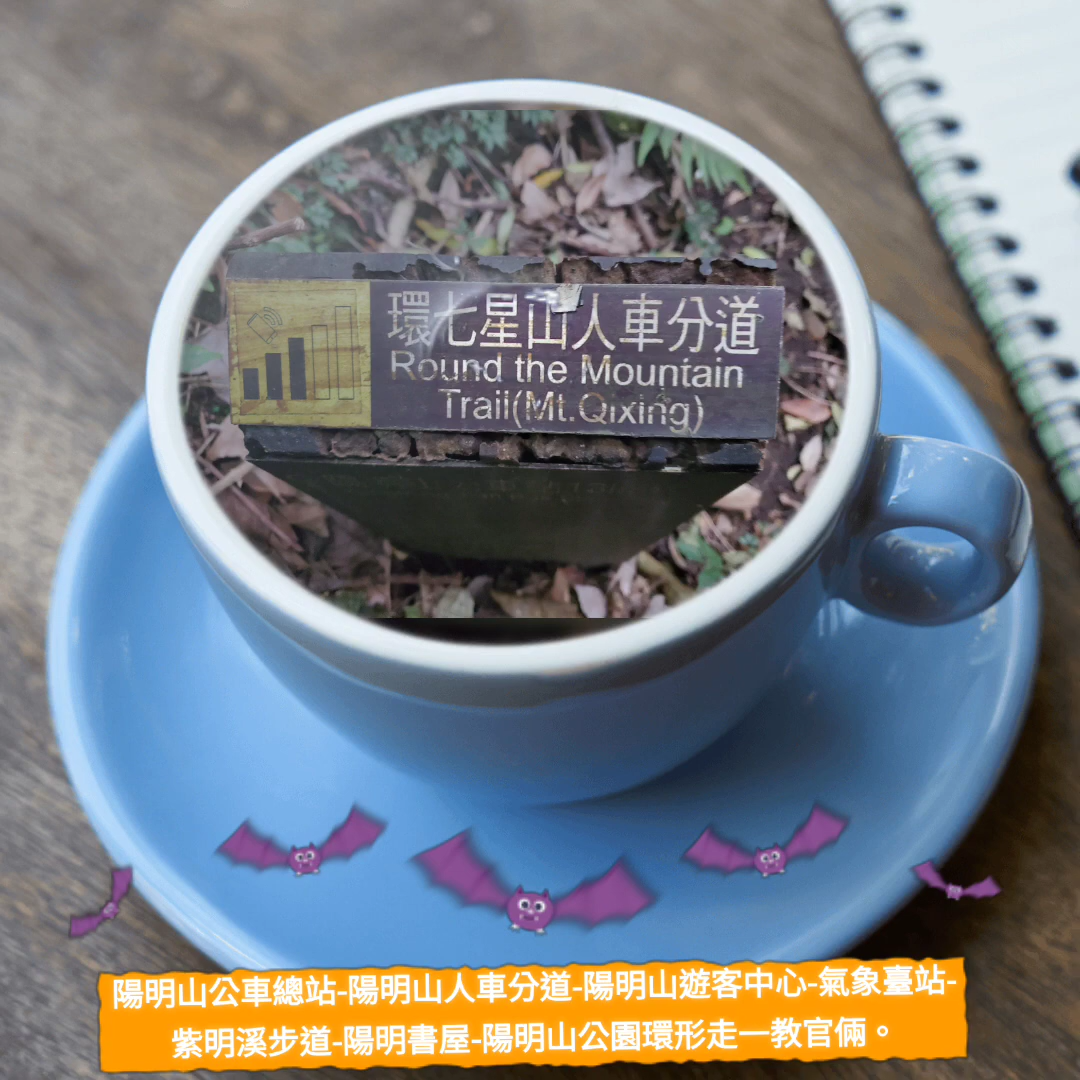 環七星山人車分道
Round the Mountain
Trail(Mt.Qixing)
陽明山公車總站-陽明山人車分道-陽明山遊客中心-氣象臺站-
紫明溪步道-陽明書屋-陽明山公園環形走一教官倆。